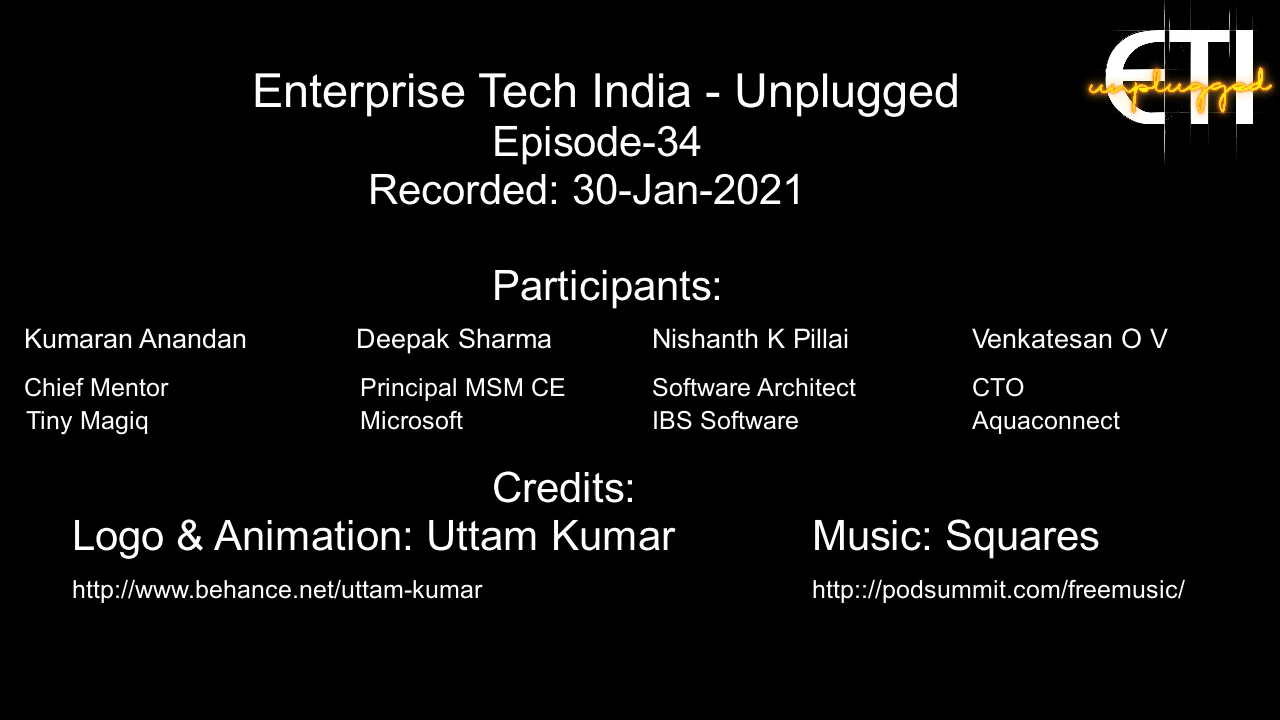 ETI
unplugged
Enterprise Tech India - Unplugged
Episode-34
Recorded: 30-Jan-2021
Participants:
Kumaran Anandan Deepak Sharma Nishanth K Pillai Venkatesan O V
Chief Mentor Principal MSM CE Software Architect CTO
Tiny Magiq Microsoft IBS Software Aquaconnect
Credits:
Logo & Animation: Uttam Kumar Music: Squares
http://www.behance.net/uttam-kumar http:://podsummit.com/freemusic/